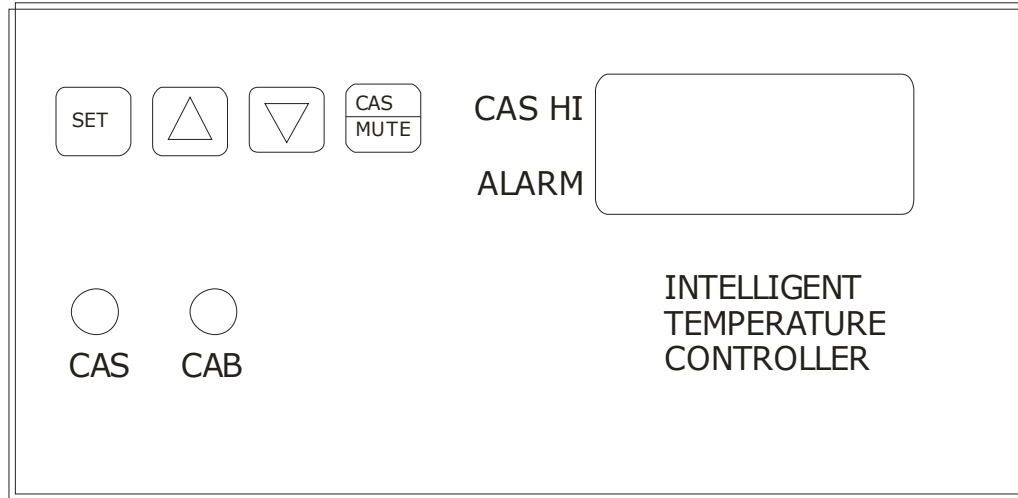 SET
CAS
MUTE
CAS HI
ALARM
INTELLIGENT
TEMPERATURE
CONTROLLER
CAS
CAB